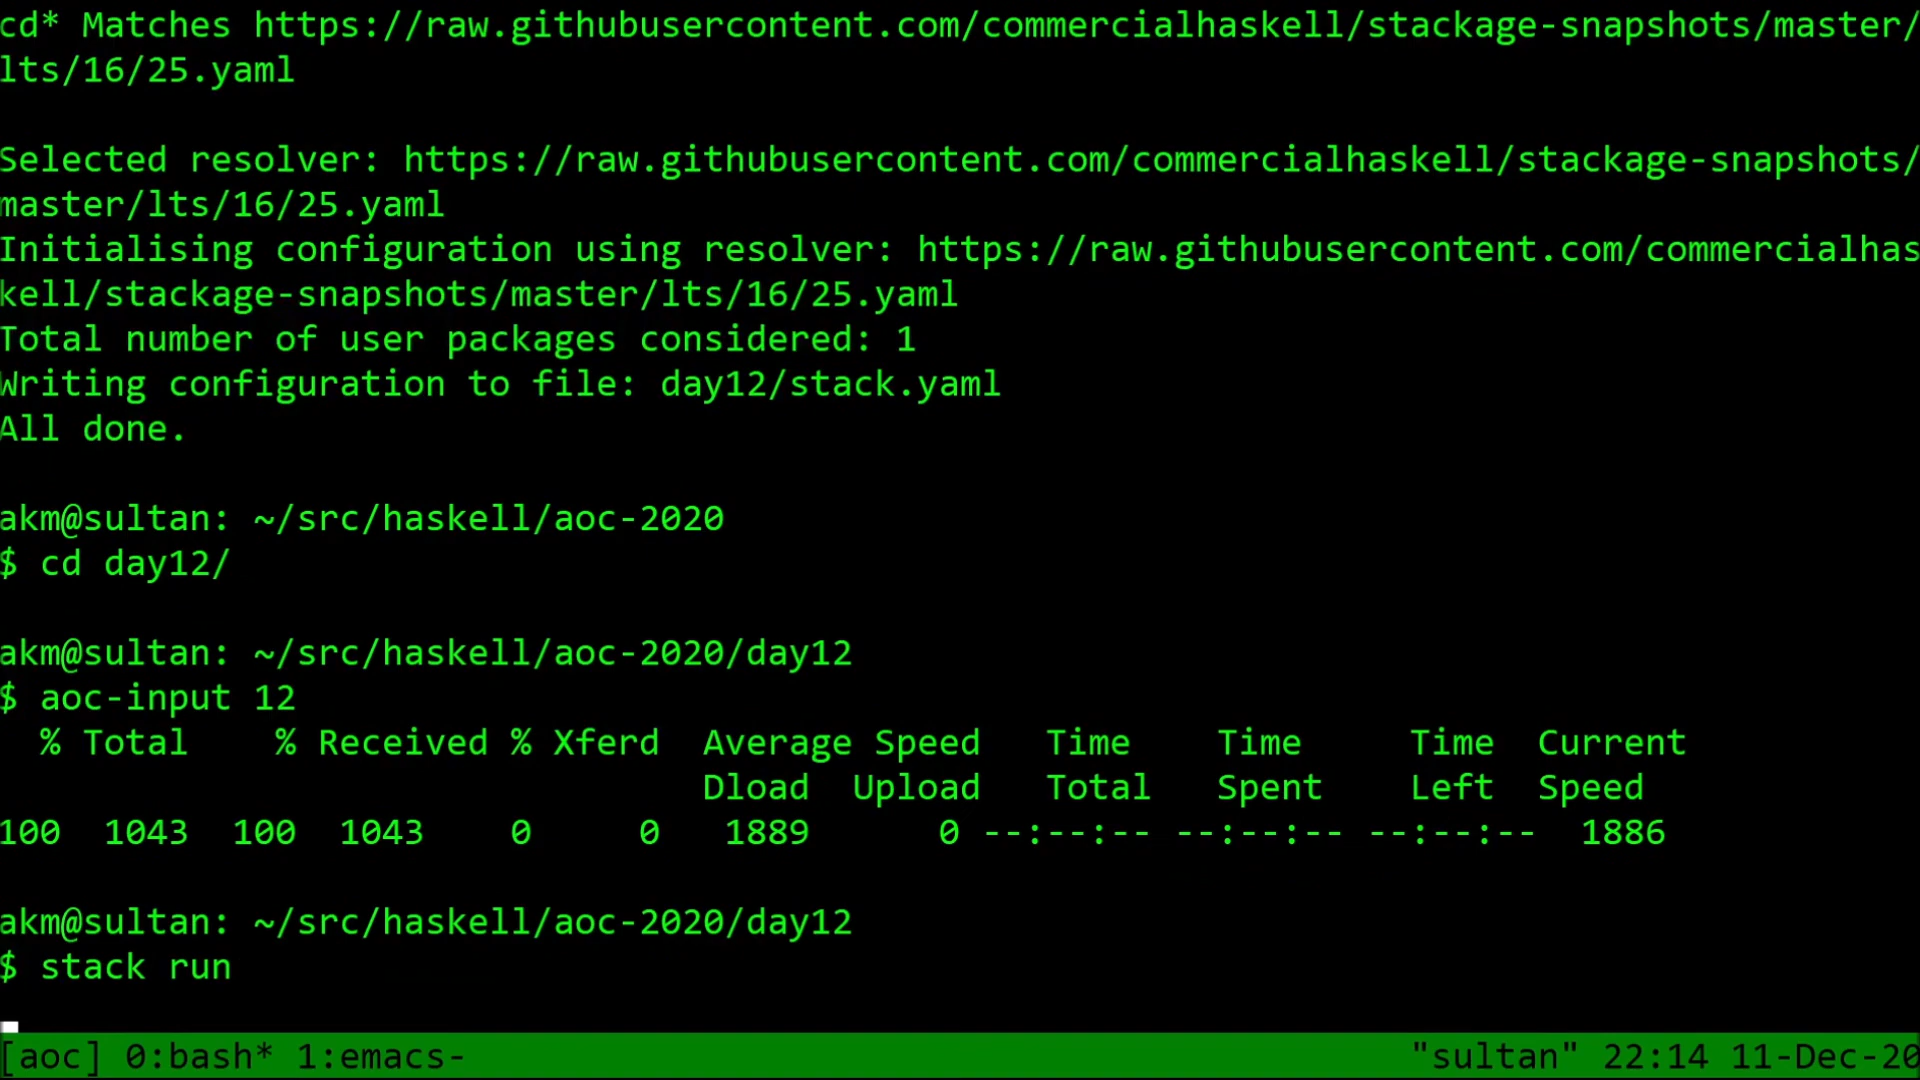 cd* Matches https://raw.githubusercontent.com/commercialhaskell/stackage-snapshots/master/
lts/16/25.yaml
Selected resolver: https://raw.githubusercontent.com/commercialhaskell/stackage-snapshots/
master/lts/16/25.yaml
Initialising configuration using resolver: https://raw.githubusercontent.com/commercialhas
kell/stackage-snapshots/master/lts/16/25.yaml
Total number of user packages considered: 1
Writing configuration to file: day12/stack.yaml
All done.
akm@sultan: ~/src/haskell/aoc-2020
$ cd day12/
akm@sultan: ~/src/haskell/aoc-2020/day12
$ aoc-input 12
  % Total    % Received % Xferd  Average Speed   Time    Time     Time  Current
                                 Dload  Upload   Total   Spent    Left  Speed
100  1043  100  1043    0     0   1889      0 --:--:-- --:--:-- --:--:--  1886
akm@sultan: ~/src/haskell/aoc-2020/day12
$ stack run
[aoc] 0:bash* 1:emacs- "sultan" 22:14 11-Dec-20